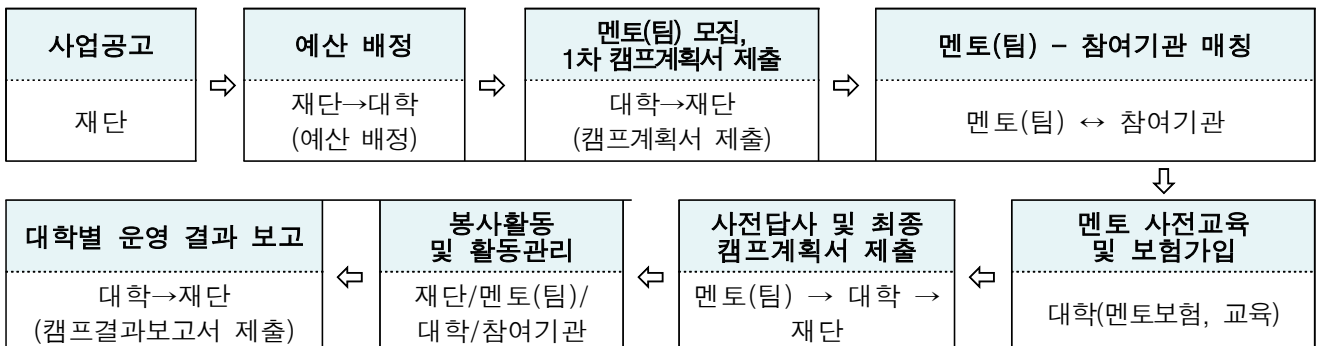 사업공고
재단
⇨
예산 배정
재단→대학
(예산 배정)
⇨
멘토(팀) 모집,
1차 캠프계획서 제출
대학→재단
(캠프계획서 제출)
⇨
멘토(팀) – 참여기관 매칭
멘토(팀) ↔ 참여기관
⇩
멘토 사전교육
및 보험가입
대학(멘토보험, 교육)
⇦
사전답사 및 최종
캠프계획서 제출
멘토(팀) → 대학 →
재단
⇦
봉사활동
및 활동관리
재단/멘토(팀)/
대학/참여기관
⇦
대학별 운영 결과 보고
대학→재단
(캠프결과보고서 제출)